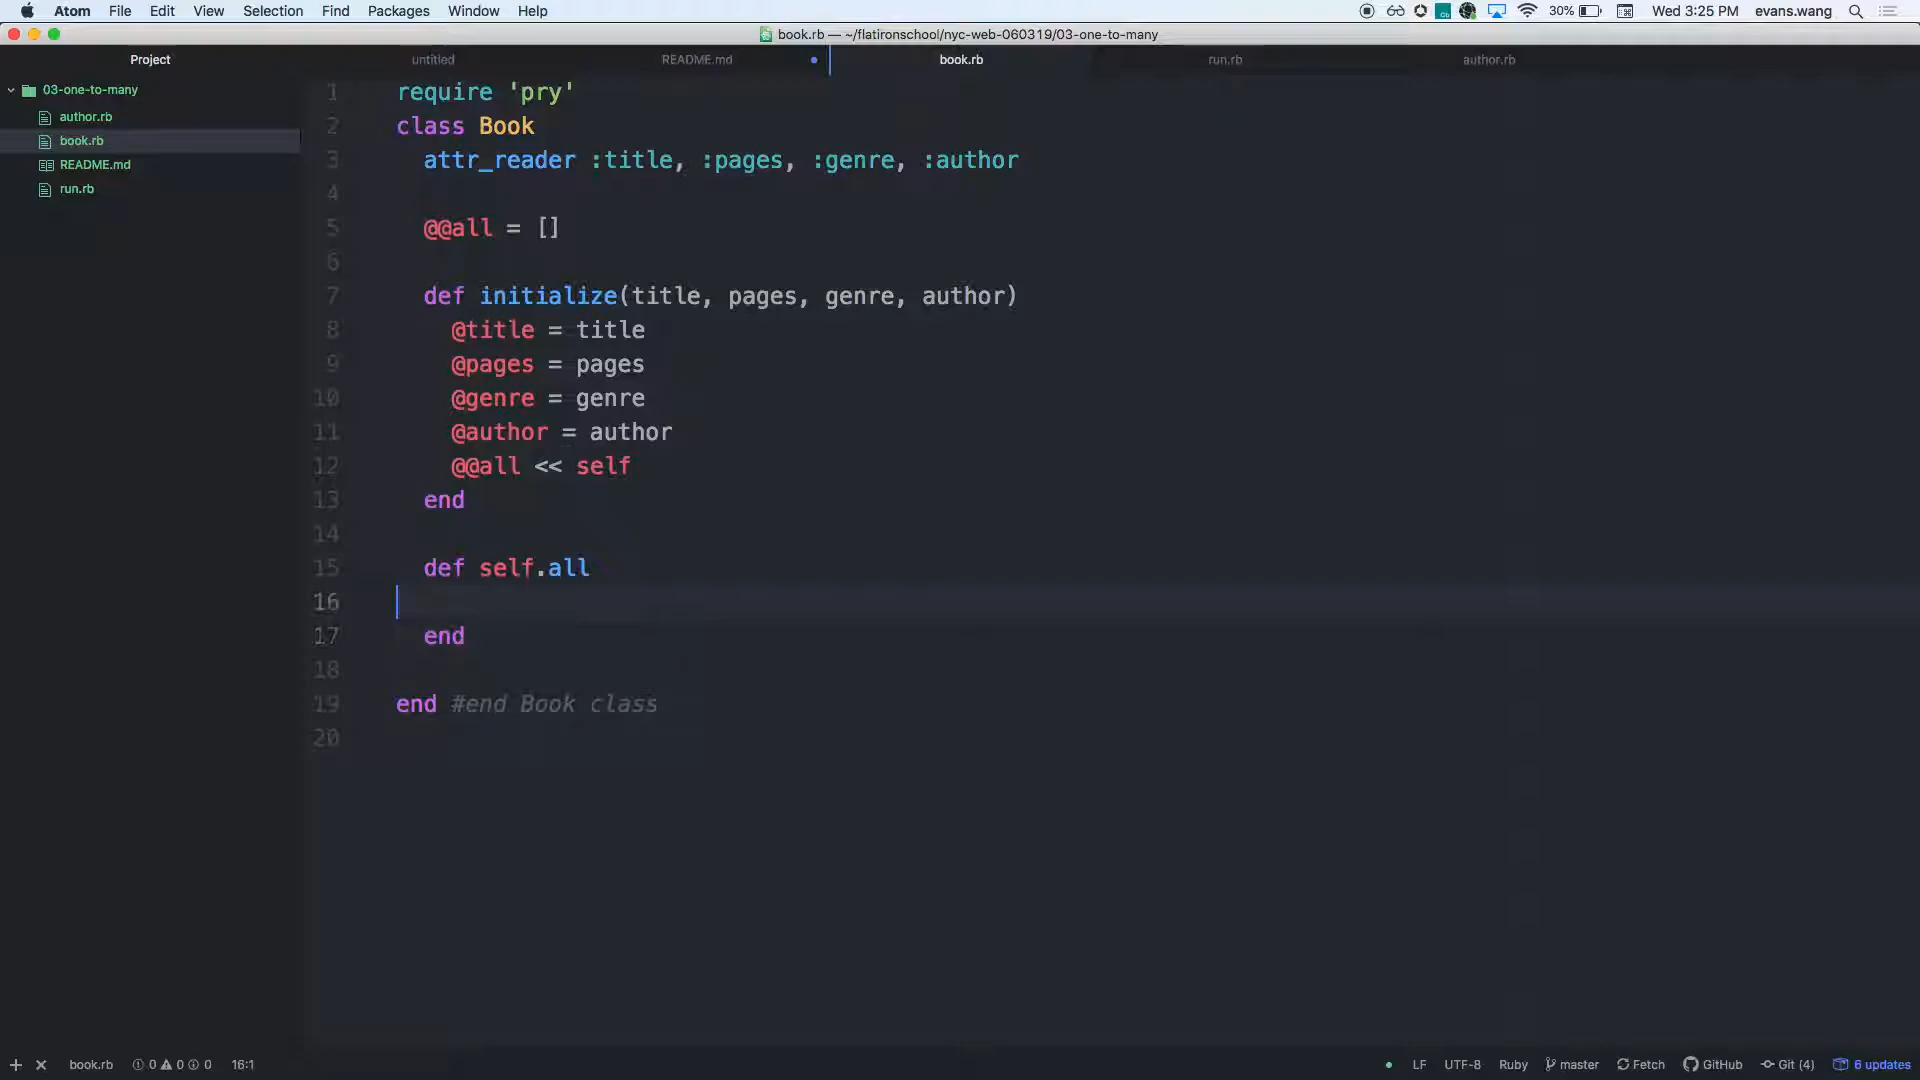 Atom File Edit View Selection Find Packages Window Help 30% Wed 3:25 PM evans.wang
book.rb — ~/flatironschool/nyc-web-060319/03-one-to-many
Project untitled README.md book.rb run.rb author.rb
03-one-to-many
author.rb
book.rb
README.md
run.rb
1 require 'pry'
2 class Book
3 attr_reader :title, :pages, :genre, :author
4
5 @@all = []
6
7 def initialize(title, pages, genre, author)
8 @title = title
9 @pages = pages
10 @genre = genre
11 @author = author
12 @@all << self
13 end
14
15 def self.all
16
17 end
18
19 end #end Book class
20
book.rb 0 0 0 16:1 LF UTF-8 Ruby master Fetch GitHub Git (4) 6 updates